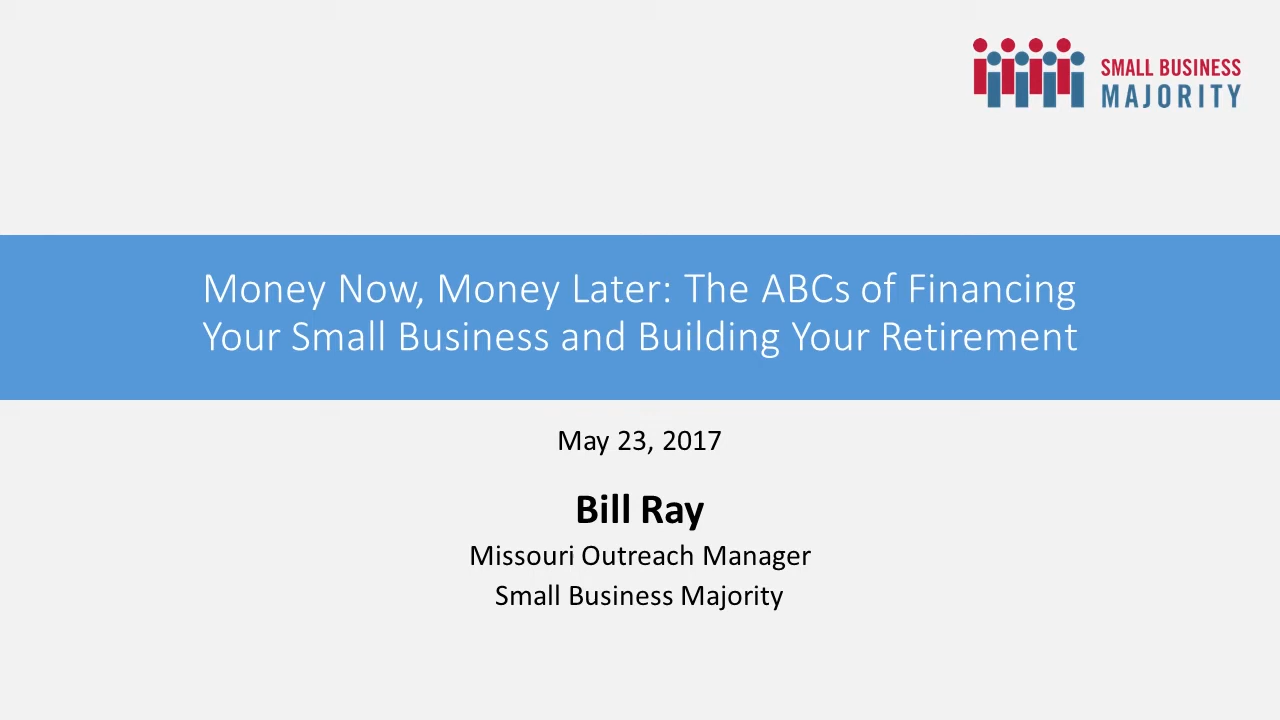 SMALL BUSINESS
MAJORITY
Money Now, Money Later: The ABCs of Financing
Your Small Business and Building Your Retirement
May 23, 2017
Bill Ray
Missouri Outreach Manager
Small Business Majority